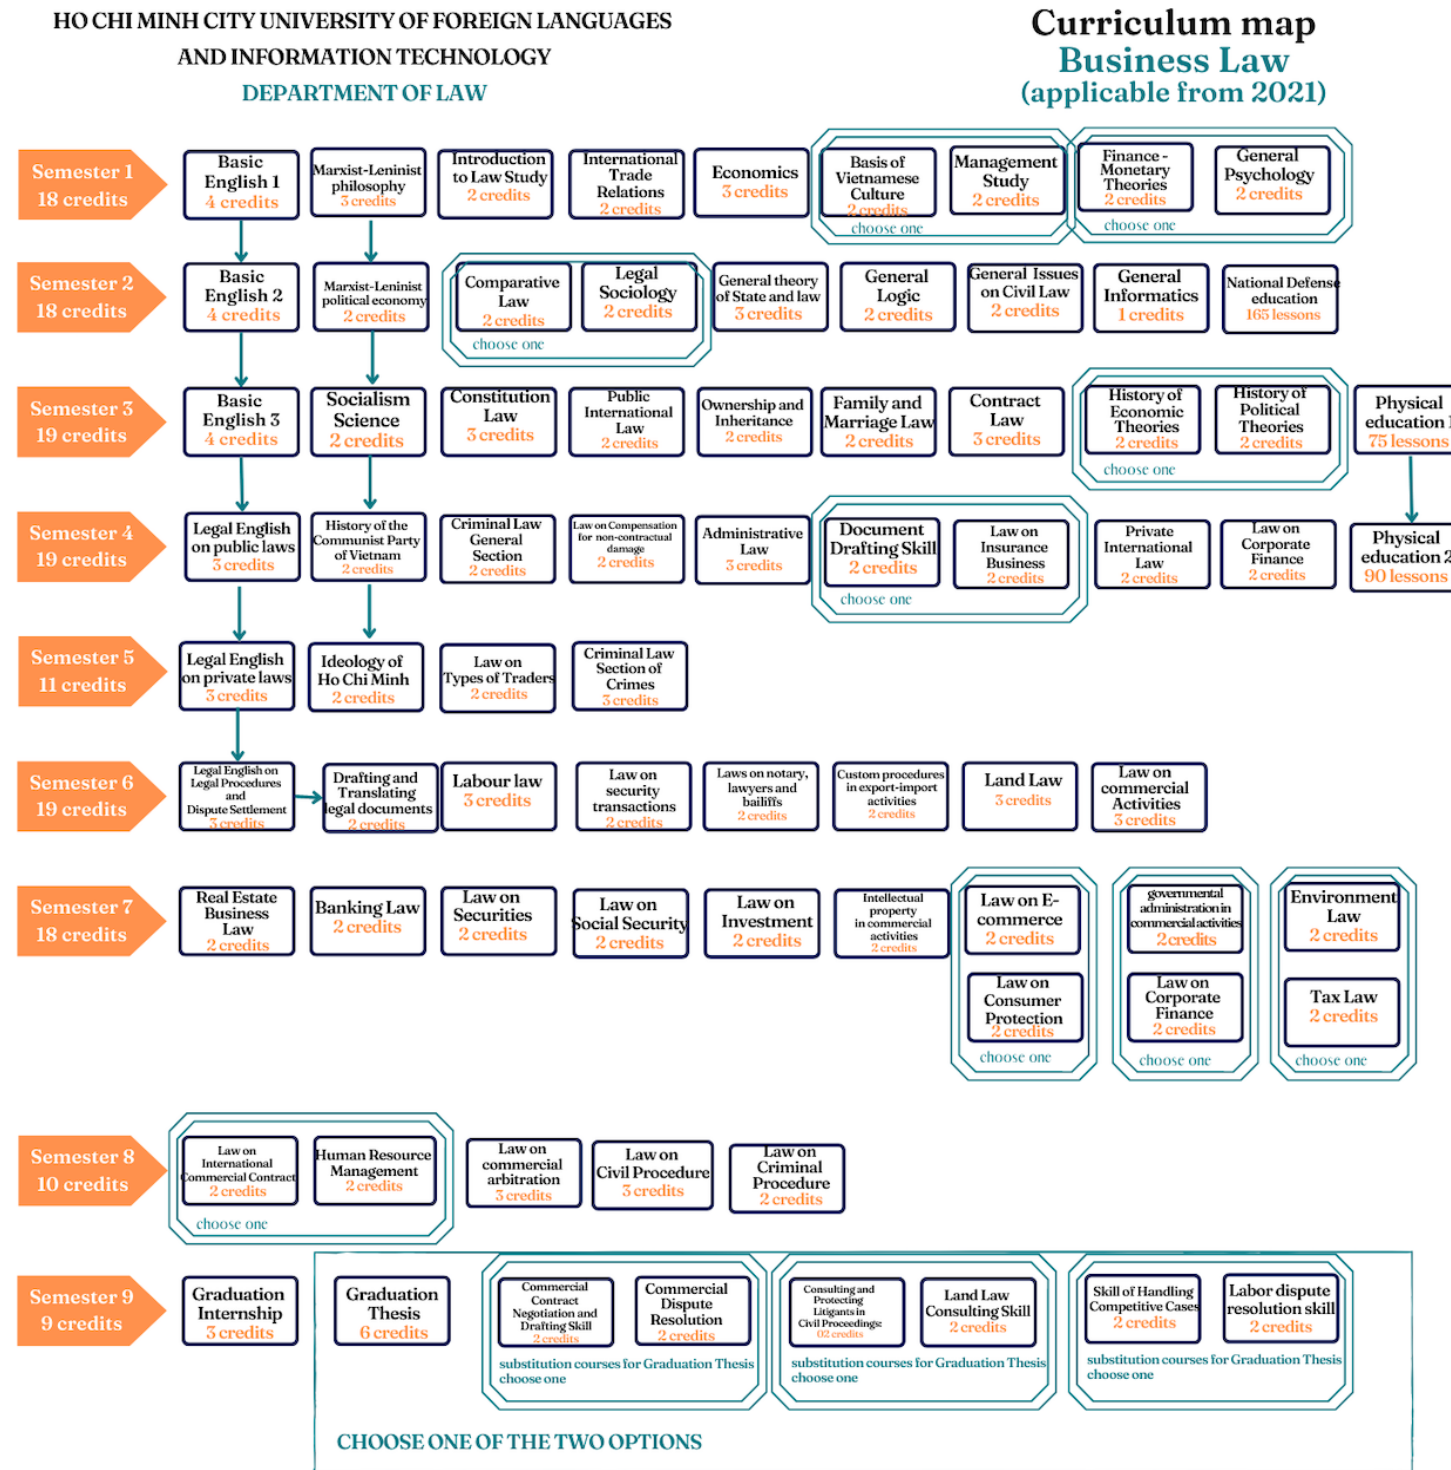 HO CHI MINH CITY UNIVERSITY OF FOREIGN LANGUAGES
AND INFORMATION TECHNOLOGY
DEPARTMENT OF LAW
Curriculum map
Business Law
(applicable from 2021)
Semester 1
18 credits
Basic
English 1
4 credits
Marxist-Leninist
philosophy
3 credits
Introduction
to Law Study
2 credits
International
Trade
Relations
2 credits
Economics
3 credits
Basis of
Vietnamese
Culture
2 credits
Management
Study
2 credits
choose one
Finance -
Monetary
Theories
2 credits
General
Psychology
2 credits
choose one
Semester 2
18 credits
Basic
English 2
4 credits
Marxist-Leninist
political economy
2 credits
Comparative
Law
2 credits
Legal
Sociology
2 credits
choose one
General theory
of State and law
3 credits
General
Logic
2 credits
General Issues
on Civil Law
2 credits
General
Informatics
1 credits
National Defense
education
165 lessons
Semester 3
19 credits
Basic
English 3
4 credits
Socialism
Science
2 credits
Constitution
Law
3 credits
Public
International
Law
2 credits
Ownership and
Inheritance
2 credits
Family and
Marriage Law
2 credits
Contract
Law
3 credits
History of
Economic
Theories
2 credits
History of
Political
Theories
2 credits
choose one
Physical
education 1
75 lessons
Semester 4
19 credits
Legal English
on public laws
3 credits
History of the
Communist Party
of Vietnam
2 credits
Criminal Law
General
Section
2 credits
Law on Compensation
for non-contractual
damage
2 credits
Administrative
Law
3 credits
Document
Drafting Skill
2 credits
Law on
Insurance
Business
2 credits
choose one
Private
International
Law
2 credits
Law on
Corporate
Finance
2 credits
Physical
education 2
90 lessons
Semester 5
11 credits
Legal English
on private laws
3 credits
Ideology of
Ho Chi Minh
2 credits
Law on
Types of Traders
2 credits
Criminal Law
Section of
Crimes
3 credits
Semester 6
19 credits
Legal English on
Legal Procedures
and
Dispute Settlement
3 credits
Drafting and
Translating
legal documents
2 credits
Labour law
3 credits
Law on
security
transactions
2 credits
Laws on notary,
lawyers and
bailiffs
2 credits
Custom procedures
in export-import
activities
2 credits
Land Law
3 credits
Law on
commercial
Activities
3 credits
Semester 7
18 credits
Real Estate
Business
Law
2 credits
Banking Law
2 credits
Law on
Securities
2 credits
Law on
Social Security
2 credits
Law on
Investment
2 credits
Intellectual
property
in commercial
activities
2 credits
Law on E-
commerce
2 credits
Law on
Consumer
Protection
2 credits
choose one
governmental
administration in
commercial activities
2 credits
Law on
Corporate
Finance
2 credits
choose one
Environment
Law
2 credits
Tax Law
2 credits
choose one
Semester 8
10 credits
Law on
International
Commercial Contract
2 credits
Human Resource
Management
2 credits
choose one
Law on
commercial
arbitration
3 credits
Law on
Civil Procedure
3 credits
Law on
Criminal
Procedure
2 credits
Semester 9
9 credits
Graduation
Internship
3 credits
Graduation
Thesis
6 credits
Commercial
Contract
Negotiation and
Drafting Skill
2 credits
Commercial
Dispute
Resolution
2 credits
substitution courses for Graduation Thesis
choose one
Consulting and
Protecting
Litigants in
Civil Proceedings:
02 credits
Land Law
Consulting Skill
2 credits
substitution courses for Graduation Thesis
choose one
Skill of Handling
Competitive Cases
2 credits
Labor dispute
resolution skill
2 credits
substitution courses for Graduation Thesis
choose one
CHOOSE ONE OF THE TWO OPTIONS